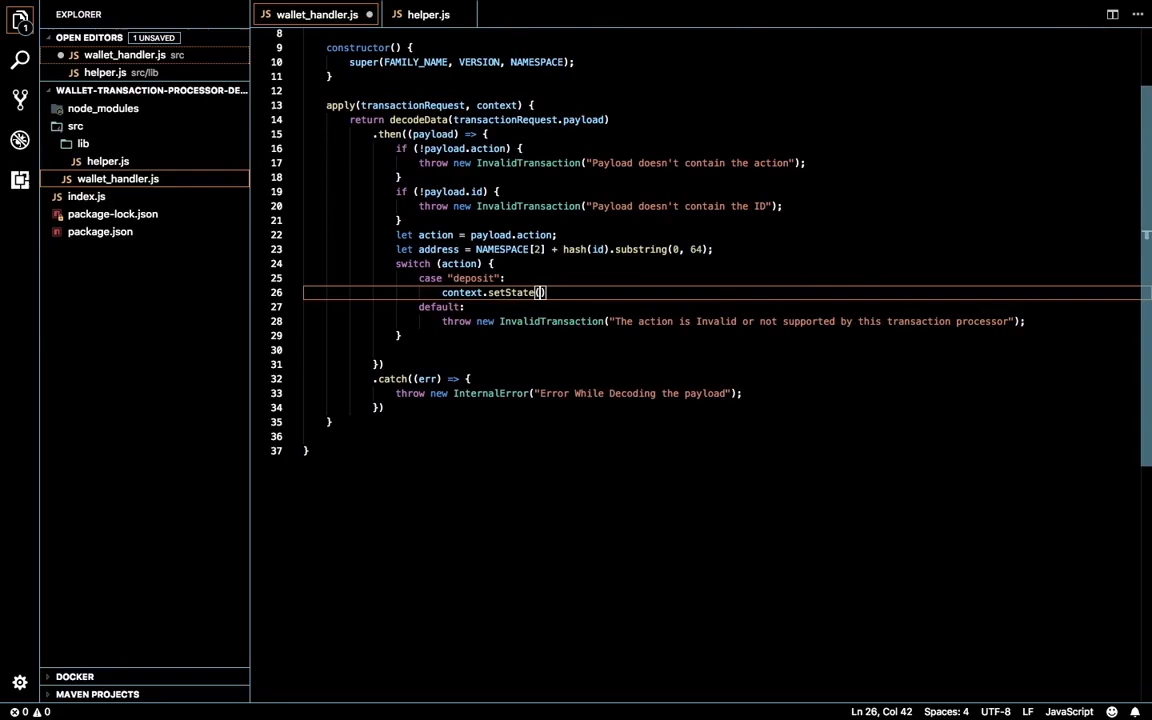 EXPLORER
JS wallet_handler.js
JS helper.js
1
OPEN EDITORS 1 UNSAVED
JS wallet_handler.js src
JS helper.js src/lib
WALLET-TRANSACTION-PROCESSOR-DE...
node_modules
src
lib
helper.js
JS wallet_handler.js
JS index.js
package-lock.json
package.json
DOCKER
MAVEN PROJECTS
8
9 constructor() {
10 super(FAMILY_NAME, VERSION, NAMESPACE);
11 }
12
13 apply(transactionRequest, context) {
14 return decodeData(transactionRequest.payload)
15 .then((payload) => {
16 if (!payload.action) {
17 throw new InvalidTransaction("Payload doesn't contain the action");
18 }
19 if (!payload.id) {
20 throw new InvalidTransaction("Payload doesn't contain the ID");
21 }
22 let action = payload.action;
23 let address = NAMESPACE[2] + hash(id).substring(0, 64);
24 switch (action) {
25 case "deposit":
26 context.setState()
27 default:
28 throw new InvalidTransaction("The action is Invalid or not supported by this transaction processor");
29 }
30
31 })
32 .catch((err) => {
33 throw new InternalError("Error While Decoding the payload");
34 })
35 }
36
37 }
0 0
Ln 26, Col 42 Spaces: 4 UTF-8 LF JavaScript